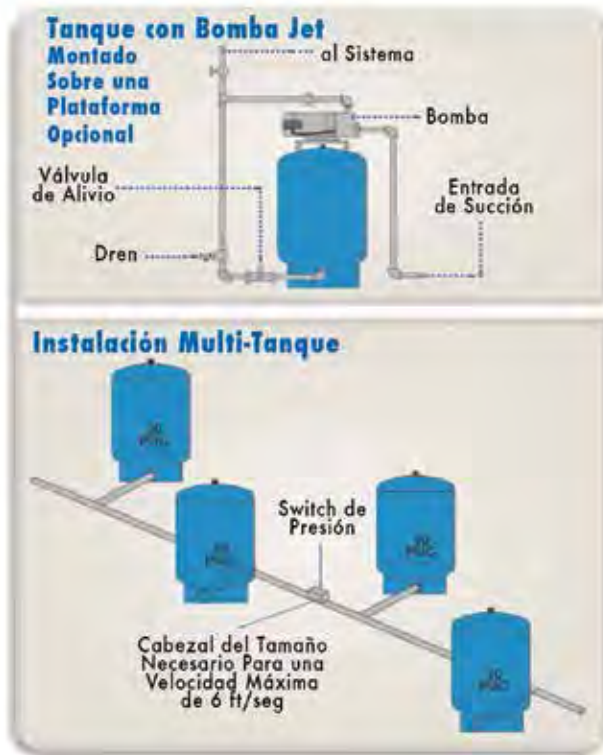 Tanque con Bomba Jet
Montado
Sobre una
Plataforma
Opcional
al Sistema
Bomba
Válvula
de Alivio
Entrada
de Succión
Dren
Instalación Multi-Tanque
Switch de
Presión
Cabezal del Tamaño
Necesario Para una
Velocidad Máxima
de 6 ft/seg